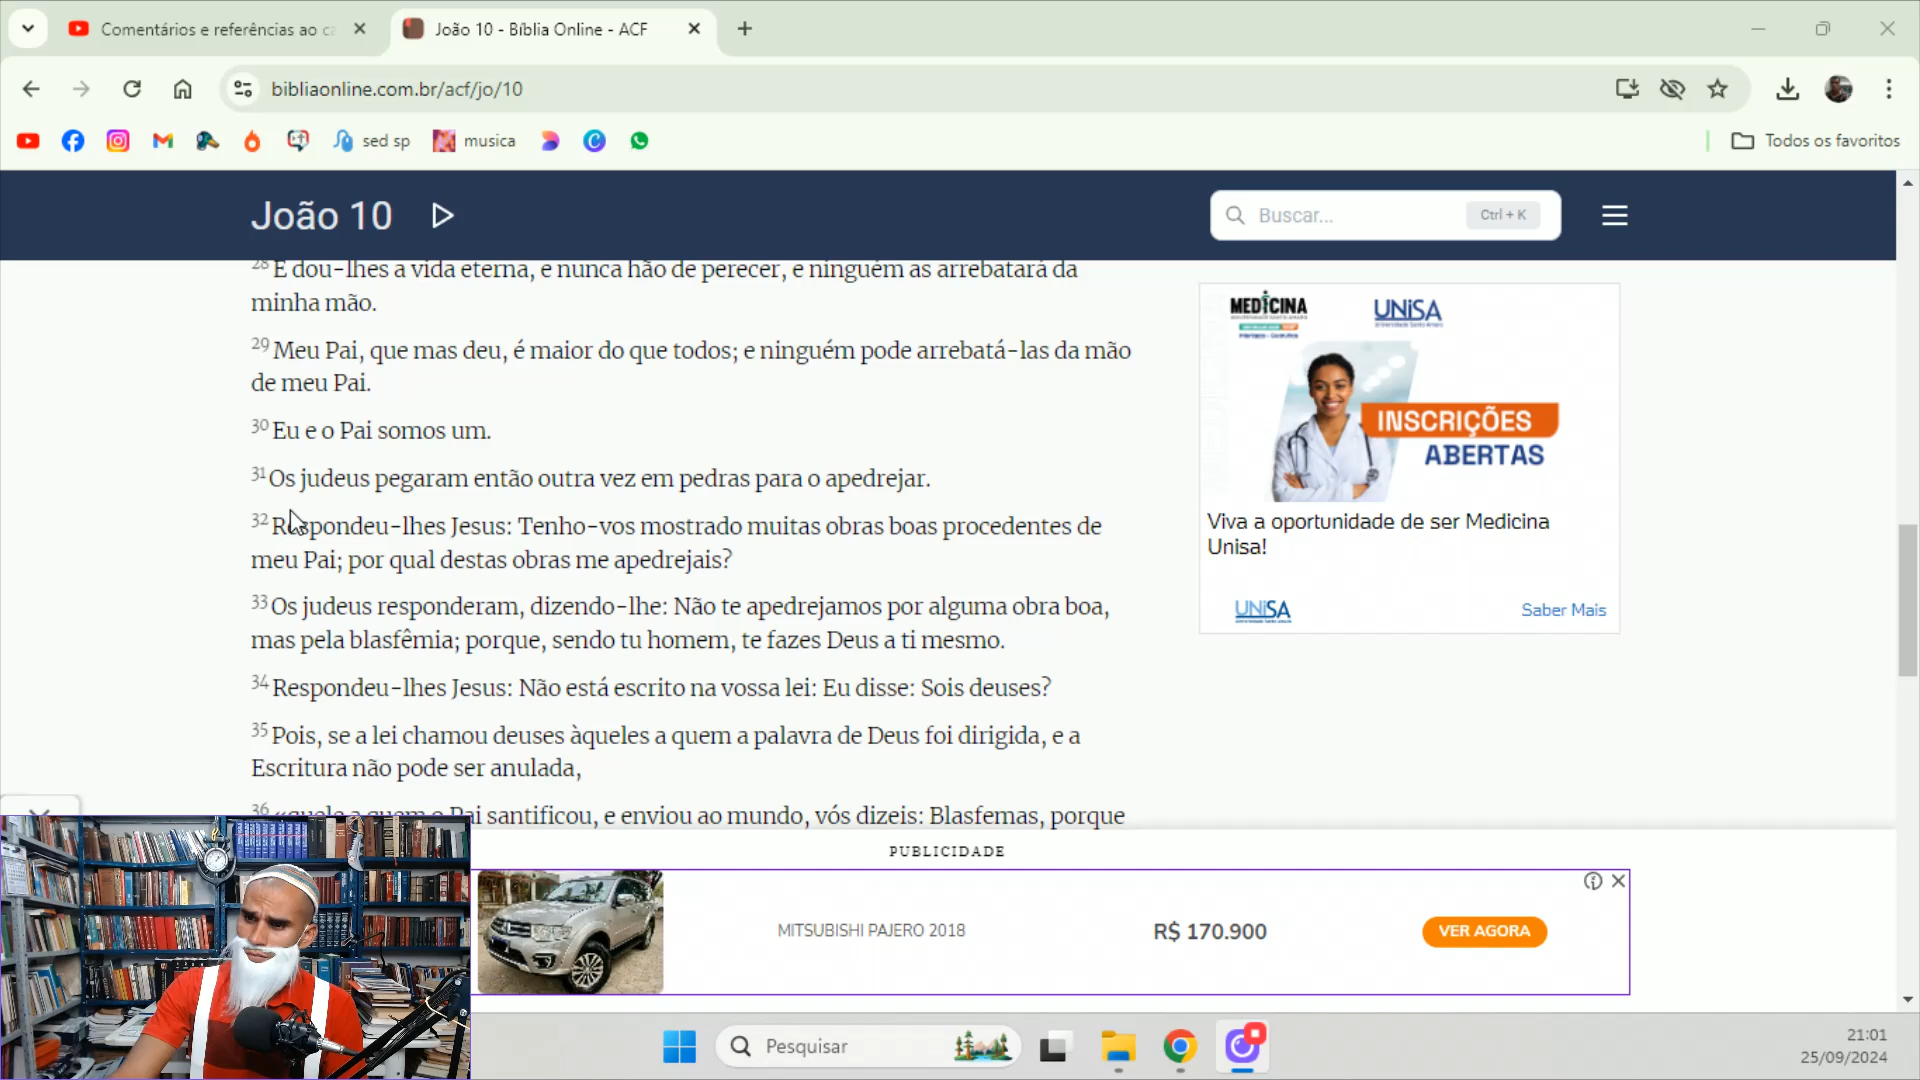 Comentários e referências ao
João 10 - Bíblia Online - ACF
bibliaonline.com.br/acf/jo/10
sed sp
musica
Todos os favoritos
João 10
Buscar...
Ctrl + K
28 E dou-lhes a vida eterna, e nunca hão de perecer, e ninguém as arrebatará da
minha mão.
29 Meu Pai, que mas deu, é maior do que todos; e ninguém pode arrebatá-las da mão
de meu Pai.
30 Eu e o Pai somos um.
31 Os judeus pegaram então outra vez em pedras para o apedrejar.
32 Respondeu-lhes Jesus: Tenho-vos mostrado muitas obras boas procedentes de
meu Pai; por qual destas obras me apedrejais?
33 Os judeus responderam, dizendo-lhe: Não te apedrejamos por alguma obra boa,
mas pela blasfêmia; porque, sendo tu homem, te fazes Deus a ti mesmo.
34 Respondeu-lhes Jesus: Não está escrito na vossa lei: Eu disse: Sois deuses?
35 Pois, se a lei chamou deuses àqueles a quem a palavra de Deus foi dirigida, e a
Escritura não pode ser anulada,
36 àquele a quem o Pai santificou, e enviou ao mundo, vós dizeis: Blasfemas, porque
MEDICINA
UNiSA
INSCRIÇÕES
ABERTAS
Viva a oportunidade de ser Medicina
Unisa!
UNiSA
Saber Mais
PUBLICIDADE
MITSUBISHI PAJERO 2018
R$ 170.900
VER AGORA
Pesquisar
21:01
25/09/2024